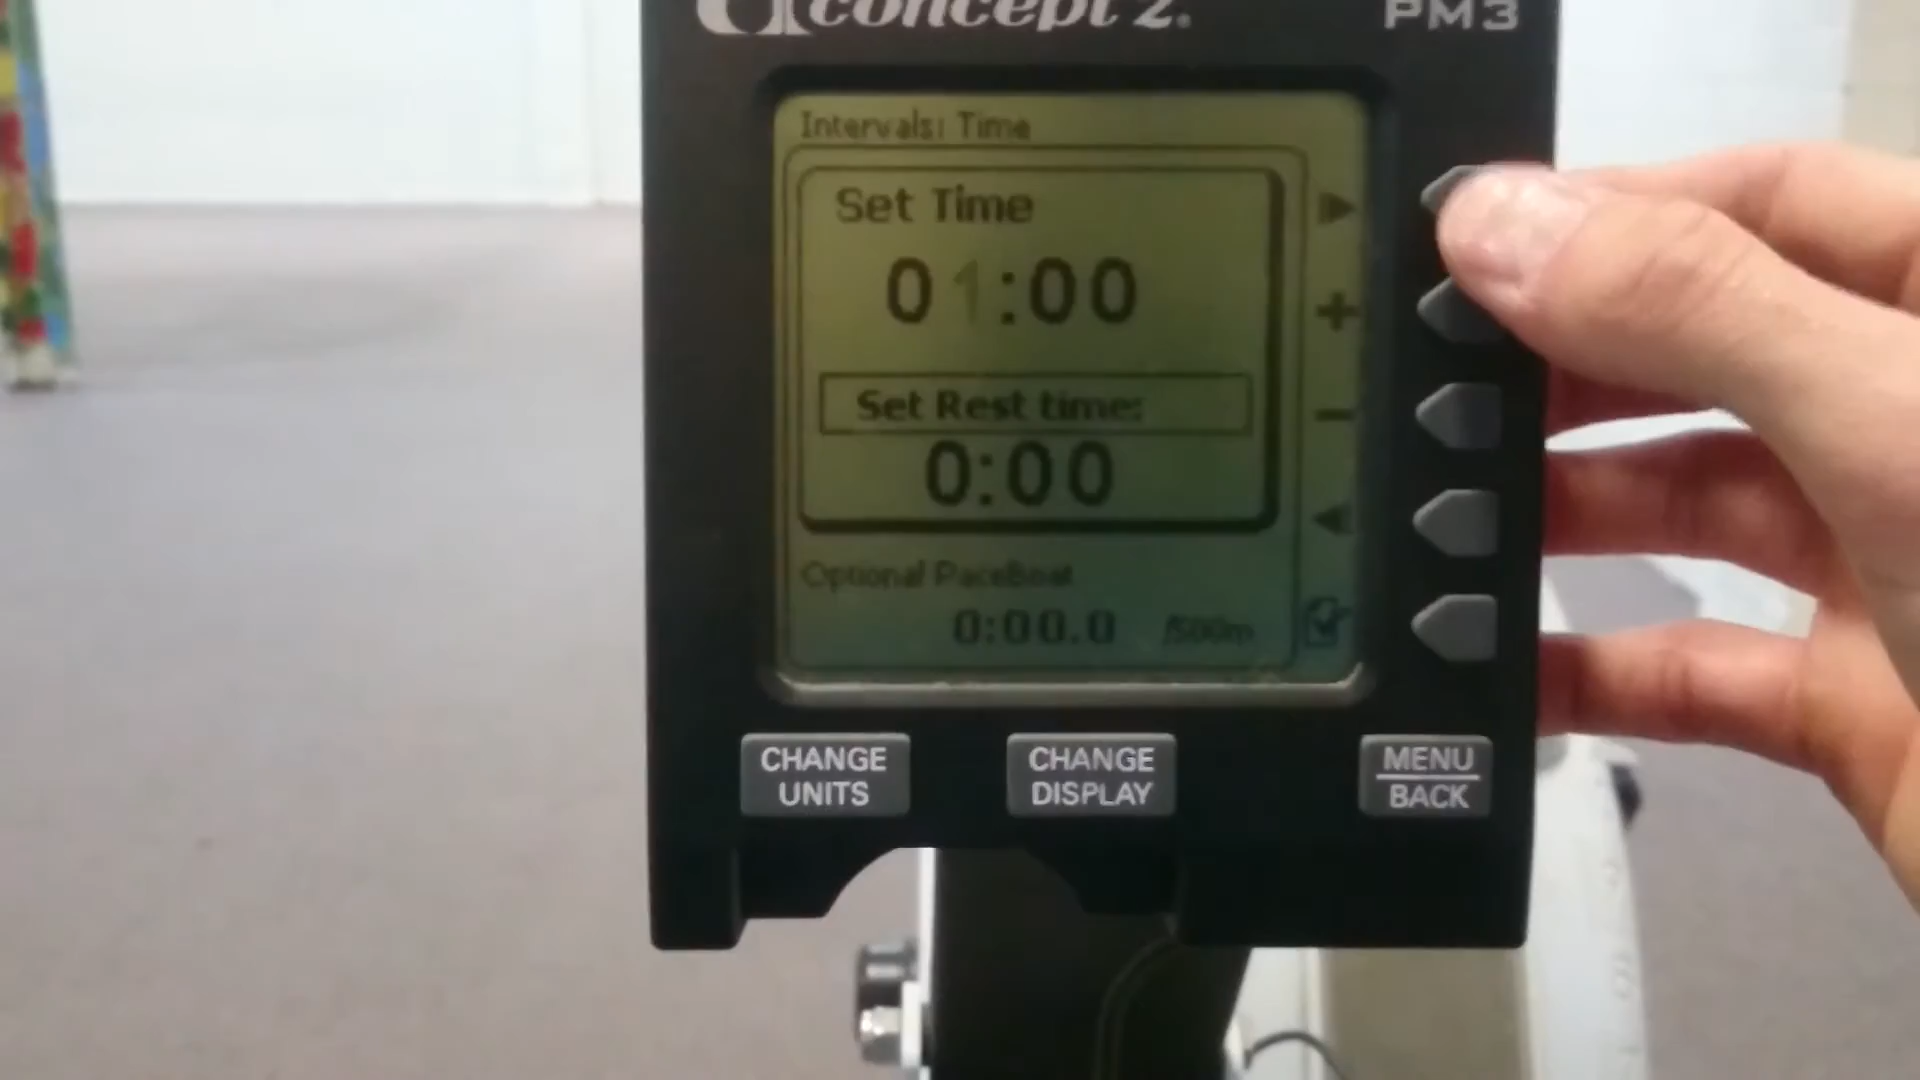 concept 2.
PM3
Intervals: Time
Set Time
01:00
Set Rest time:
0:00
Optional PaceBoat
0:00.0 /500m
CHANGE
UNITS
CHANGE
DISPLAY
MENU
BACK